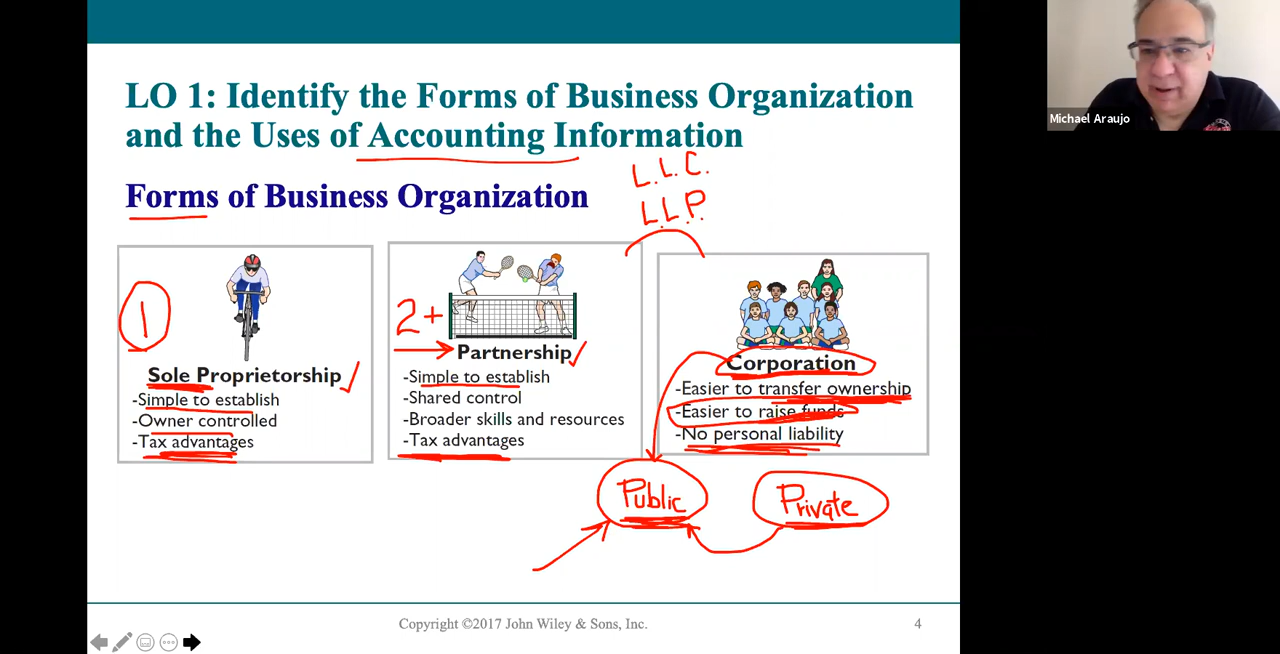 LO 1: Identify the Forms of Business Organization
and the Uses of Accounting Information
Forms of Business Organization
L.L.C.
L.L.P.
1
Sole Proprietorship
-Simple to establish
-Owner controlled
-Tax advantages
2+
Partnership
-Simple to establish
-Shared control
-Broader skills and resources
-Tax advantages
Corporation
-Easier to transfer ownership
-Easier to raise funds
-No personal liability
Public
Private
Copyright ©2017 John Wiley & Sons, Inc.
4
Michael Araujo